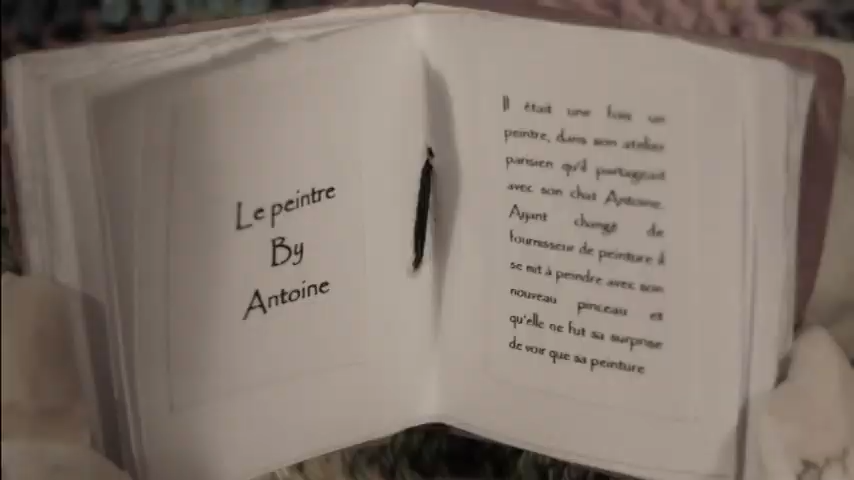 Le peintre
By
Antoine
Il était une fois un
peintre, dans son atelier
parisien qu'il partageait
avec son chat Antoine.
Ayant changé de
fournisseur de peinture il
se mit à peindre avec son
nouveau pinceau et
qu'elle ne fut sa surprise
de voir que sa peinture